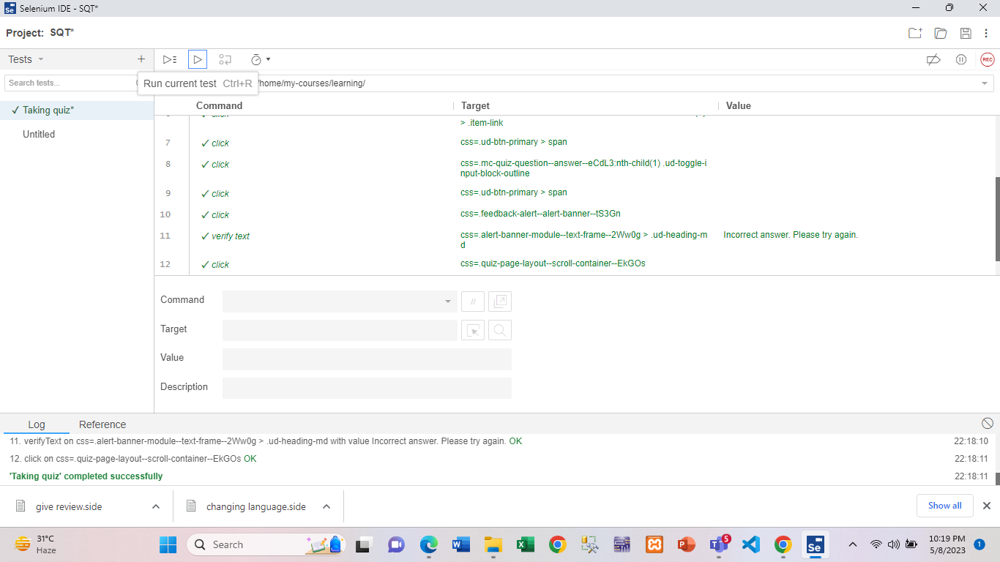 Selenium IDE - SQT*
Project: SQT*
Tests
Search tests...
Run current test Ctrl+R
/home/my-courses/learning/
Command Target Value
✓ Taking quiz*
Untitled
✓ click
> .item-link
7 ✓ click css=.ud-btn-primary > span
8 ✓ click css=.mc-quiz-question--answer--eCdL3:nth-child(1) .ud-toggle-i
nput-block-outline
9 ✓ click css=.ud-btn-primary > span
10 ✓ click css=.feedback-alert--alert-banner--tS3Gn
11 ✓ verify text css=.alert-banner-module--text-frame--2Ww0g > .ud-heading-m Incorrect answer. Please try again.
d
12 ✓ click css=.quiz-page-layout--scroll-container--EkGOs
Command //
Target
Value
Description
Log Reference
11. verifyText on css=.alert-banner-module--text-frame--2Ww0g > .ud-heading-md with value Incorrect answer. Please try again. OK 22:18:10
12. click on css=.quiz-page-layout--scroll-container--EkGOs OK 22:18:11
'Taking quiz' completed successfully 22:18:11
give review.side
changing language.side
Show all
31°C
Haze
Search
5
Se
10:19 PM
5/8/2023
1
REC